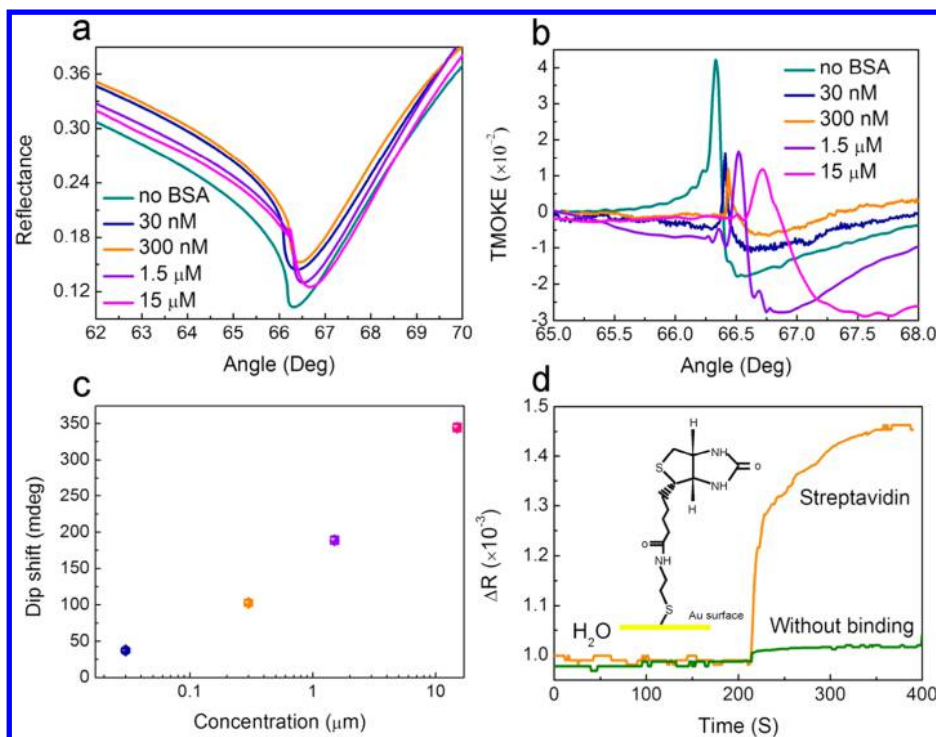 a
0.36
0.30
0.24
0.18
0.12
Reflectance
no BSA
30 nM
300 nM
1.5 μM
15 μM
62 63 64 65 66 67 68 69 70
Angle (Deg)
b
4
3
2
1
0
-1
-2
-3
TMOKE (×10⁻²)
no BSA
30 nM
300 nM
1.5 μM
15 μM
65.0 65.5 66.0 66.5 67.0 67.5 68.0
Angle (Deg)
c
350
300
250
200
150
100
50
0
Dip shift (mdeg)
0.1 1 10
Concentration (μm)
d
1.5
1.4
1.3
1.2
1.1
1.0
ΔR (×10⁻³)
H
NH
S
o
NH
H
o
NH
S
Au surface
Streptavidin
H₂O
Without binding
0 100 200 300 400
Time (S)